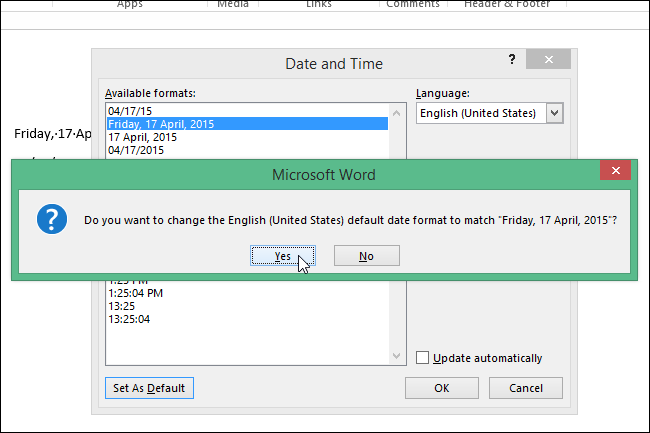 Apps Media Links Comments Header & Footer
Date and Time
?
Available formats:
Language:
04/17/15
English (United States)
Friday, 17 April, 2015
17 April, 2015
04/17/2015
Friday,·17·Ap
Microsoft Word
Do you want to change the English (United States) default date format to match "Friday, 17 April, 2015"?
Yes No
1:25 PM
1:25:04 PM
13:25
13:25:04
Update automatically
Set As Default OK Cancel